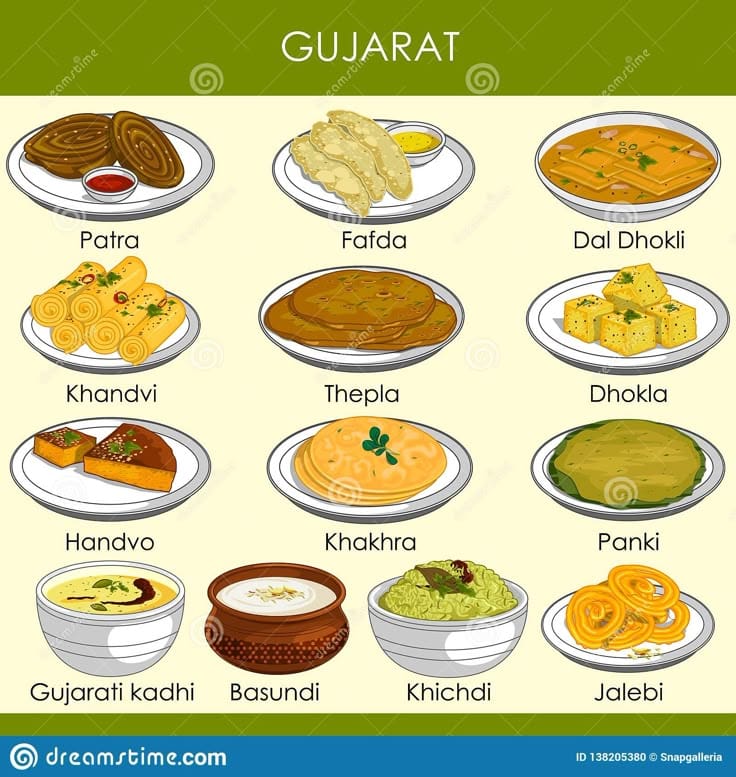 GUJARAT
Patra
Fafda
Dal Dhokli
Khandvi
Thepla
Dhokla
Handvo
Khakhra
Panki
Gujarati kadhi
Basundi
Khichdi
Jalebi
dreamstime.com
ID 138205380 © Snapgalleria